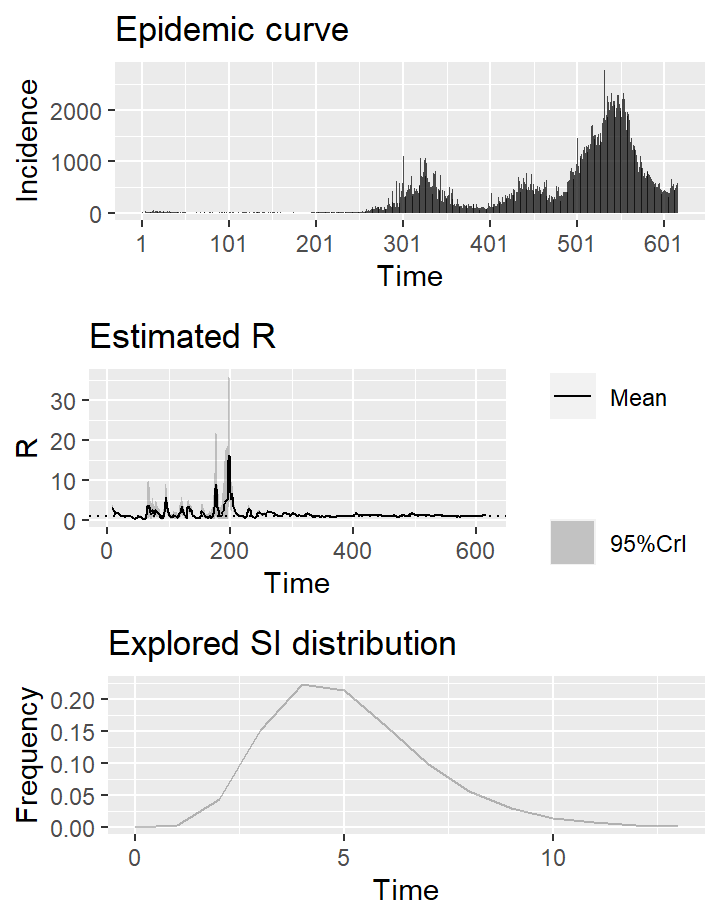 Epidemic curve
Incidence
2000
1000
0
1 101 201 301 401 501 601
Time
Estimated R
R
30
20
10
0
0 200 400 600
Time
Mean
95%CrI
Explored SI distribution
Frequency
0.20
0.15
0.10
0.05
0.00
0 5 10
Time